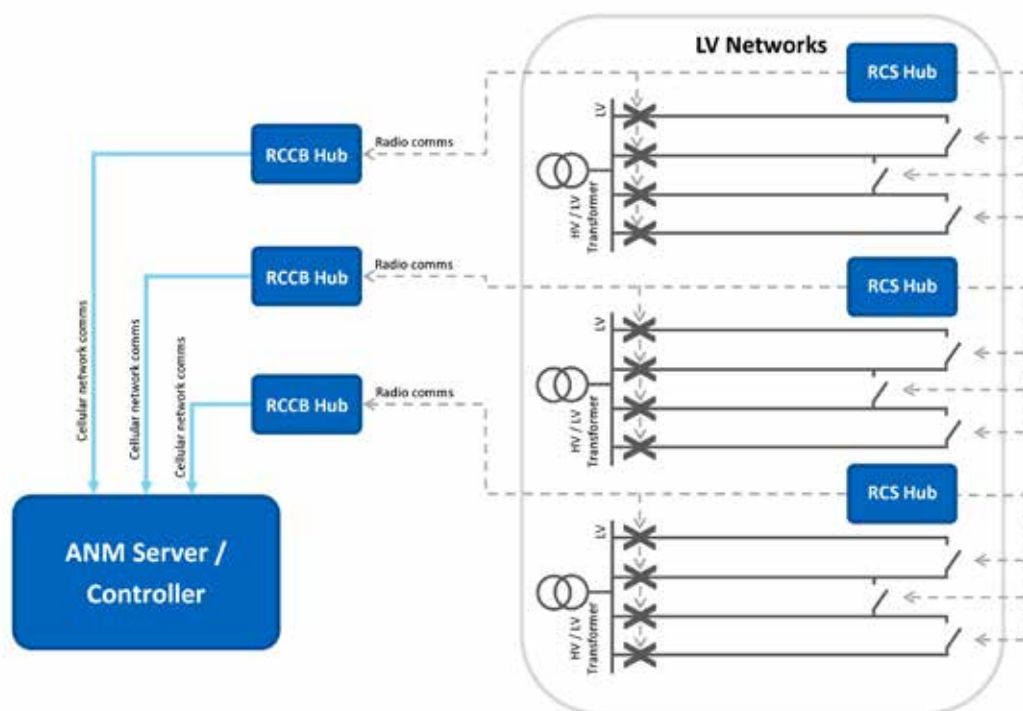 LV Networks
RCS Hub
RCCB Hub
Radio comms
LV
HV / LV
Transformer
Cellular network comms
RCS Hub
RCCB Hub
Radio comms
LV
HV / LV
Transformer
Cellular network comms
RCCB Hub
Radio comms
Cellular network comms
RCS Hub
LV
HV / LV
Transformer
ANM Server /
Controller